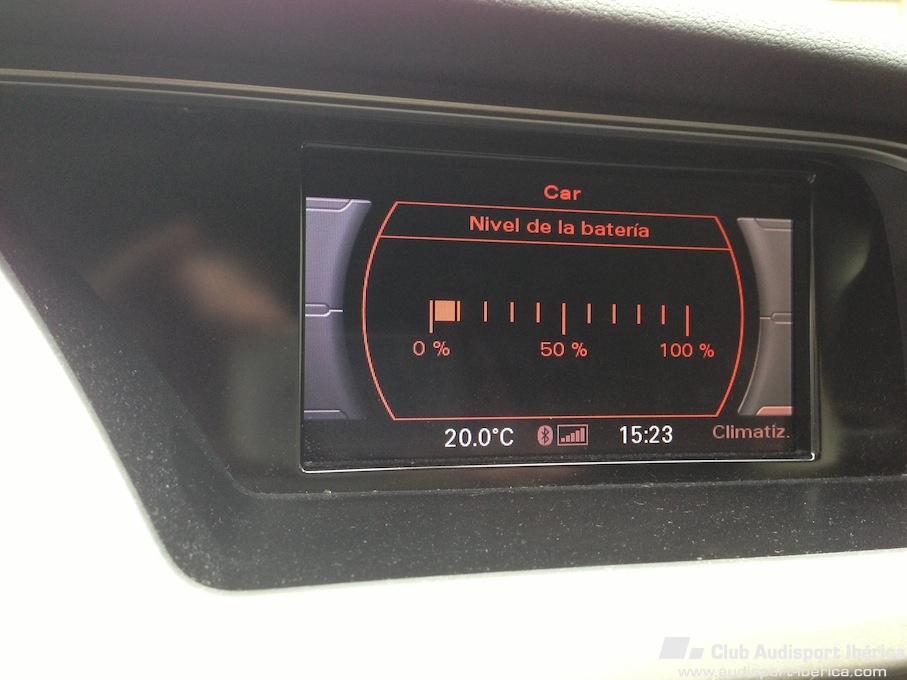 Car
Nivel de la batería
0 % 50 % 100 %
20.0°C 15:23 Climatiz.
Club Audisport Ibérica
www.audisport-iberica.com